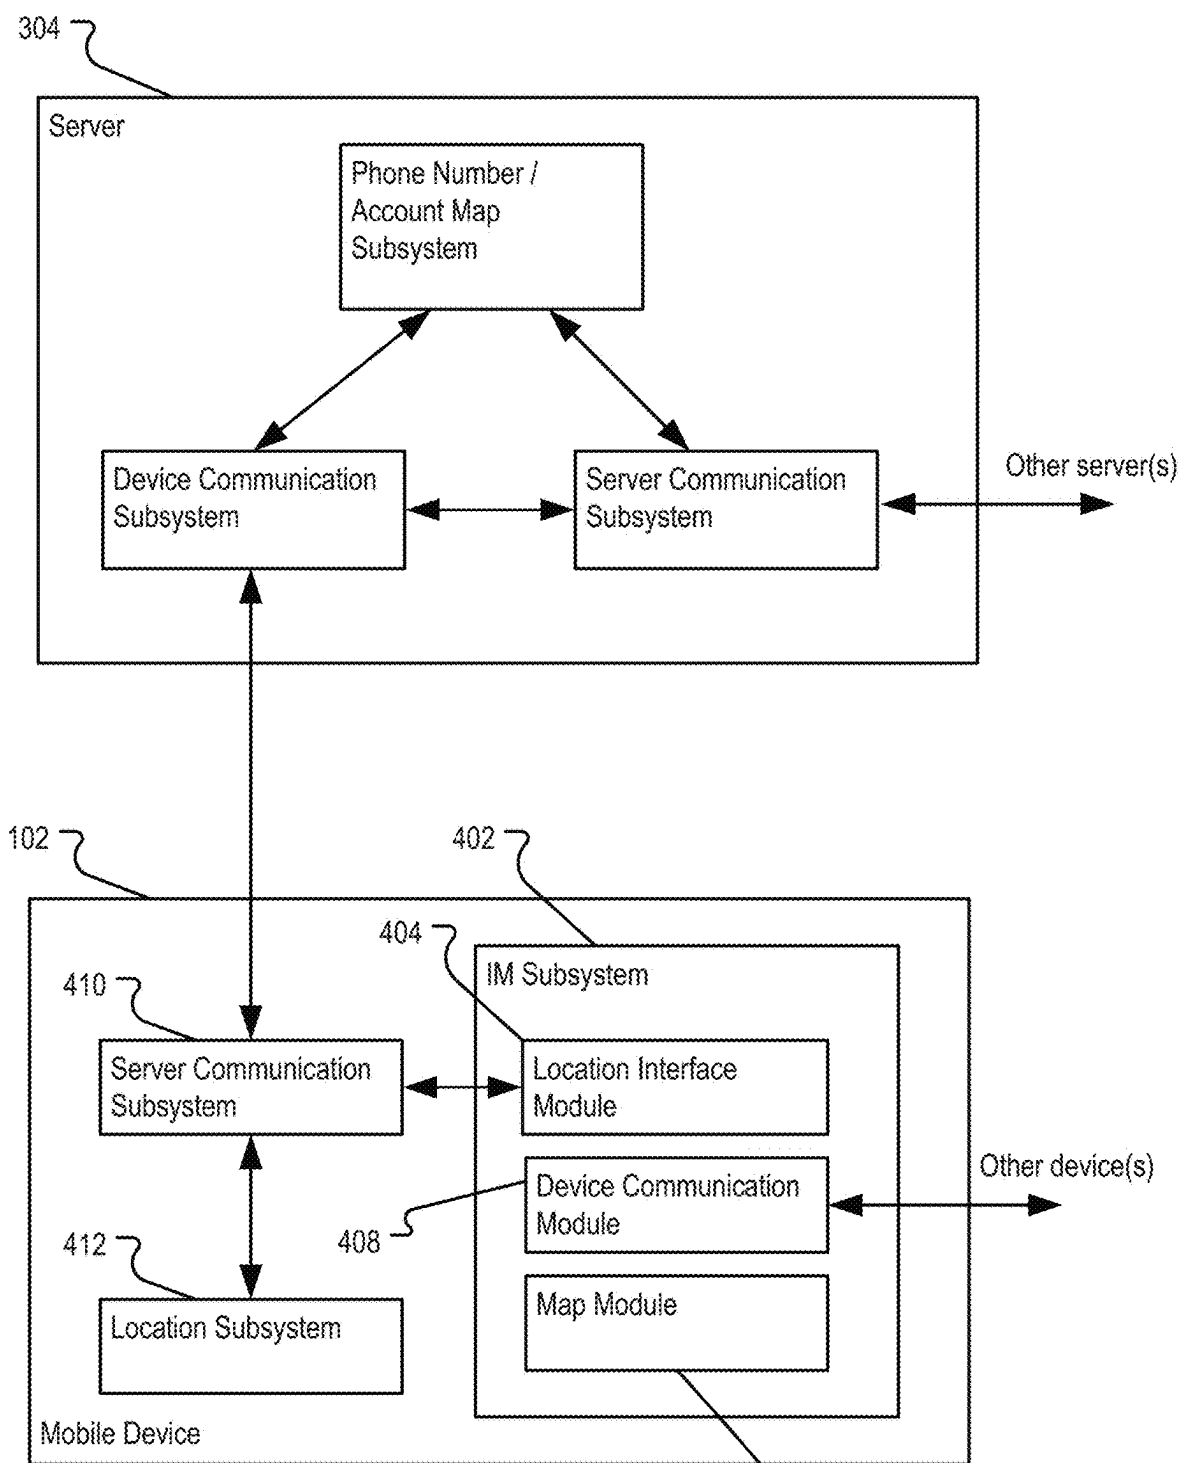 304
Server
Phone Number /
Account Map
Subsystem
Device Communication
Subsystem
Server Communication
Subsystem
Other server(s)
102
402
404
IM Subsystem
410
Server Communication
Subsystem
Location Interface
Module
Device Communication
Module
Other device(s)
408
412
Map Module
Location Subsystem
Mobile Device